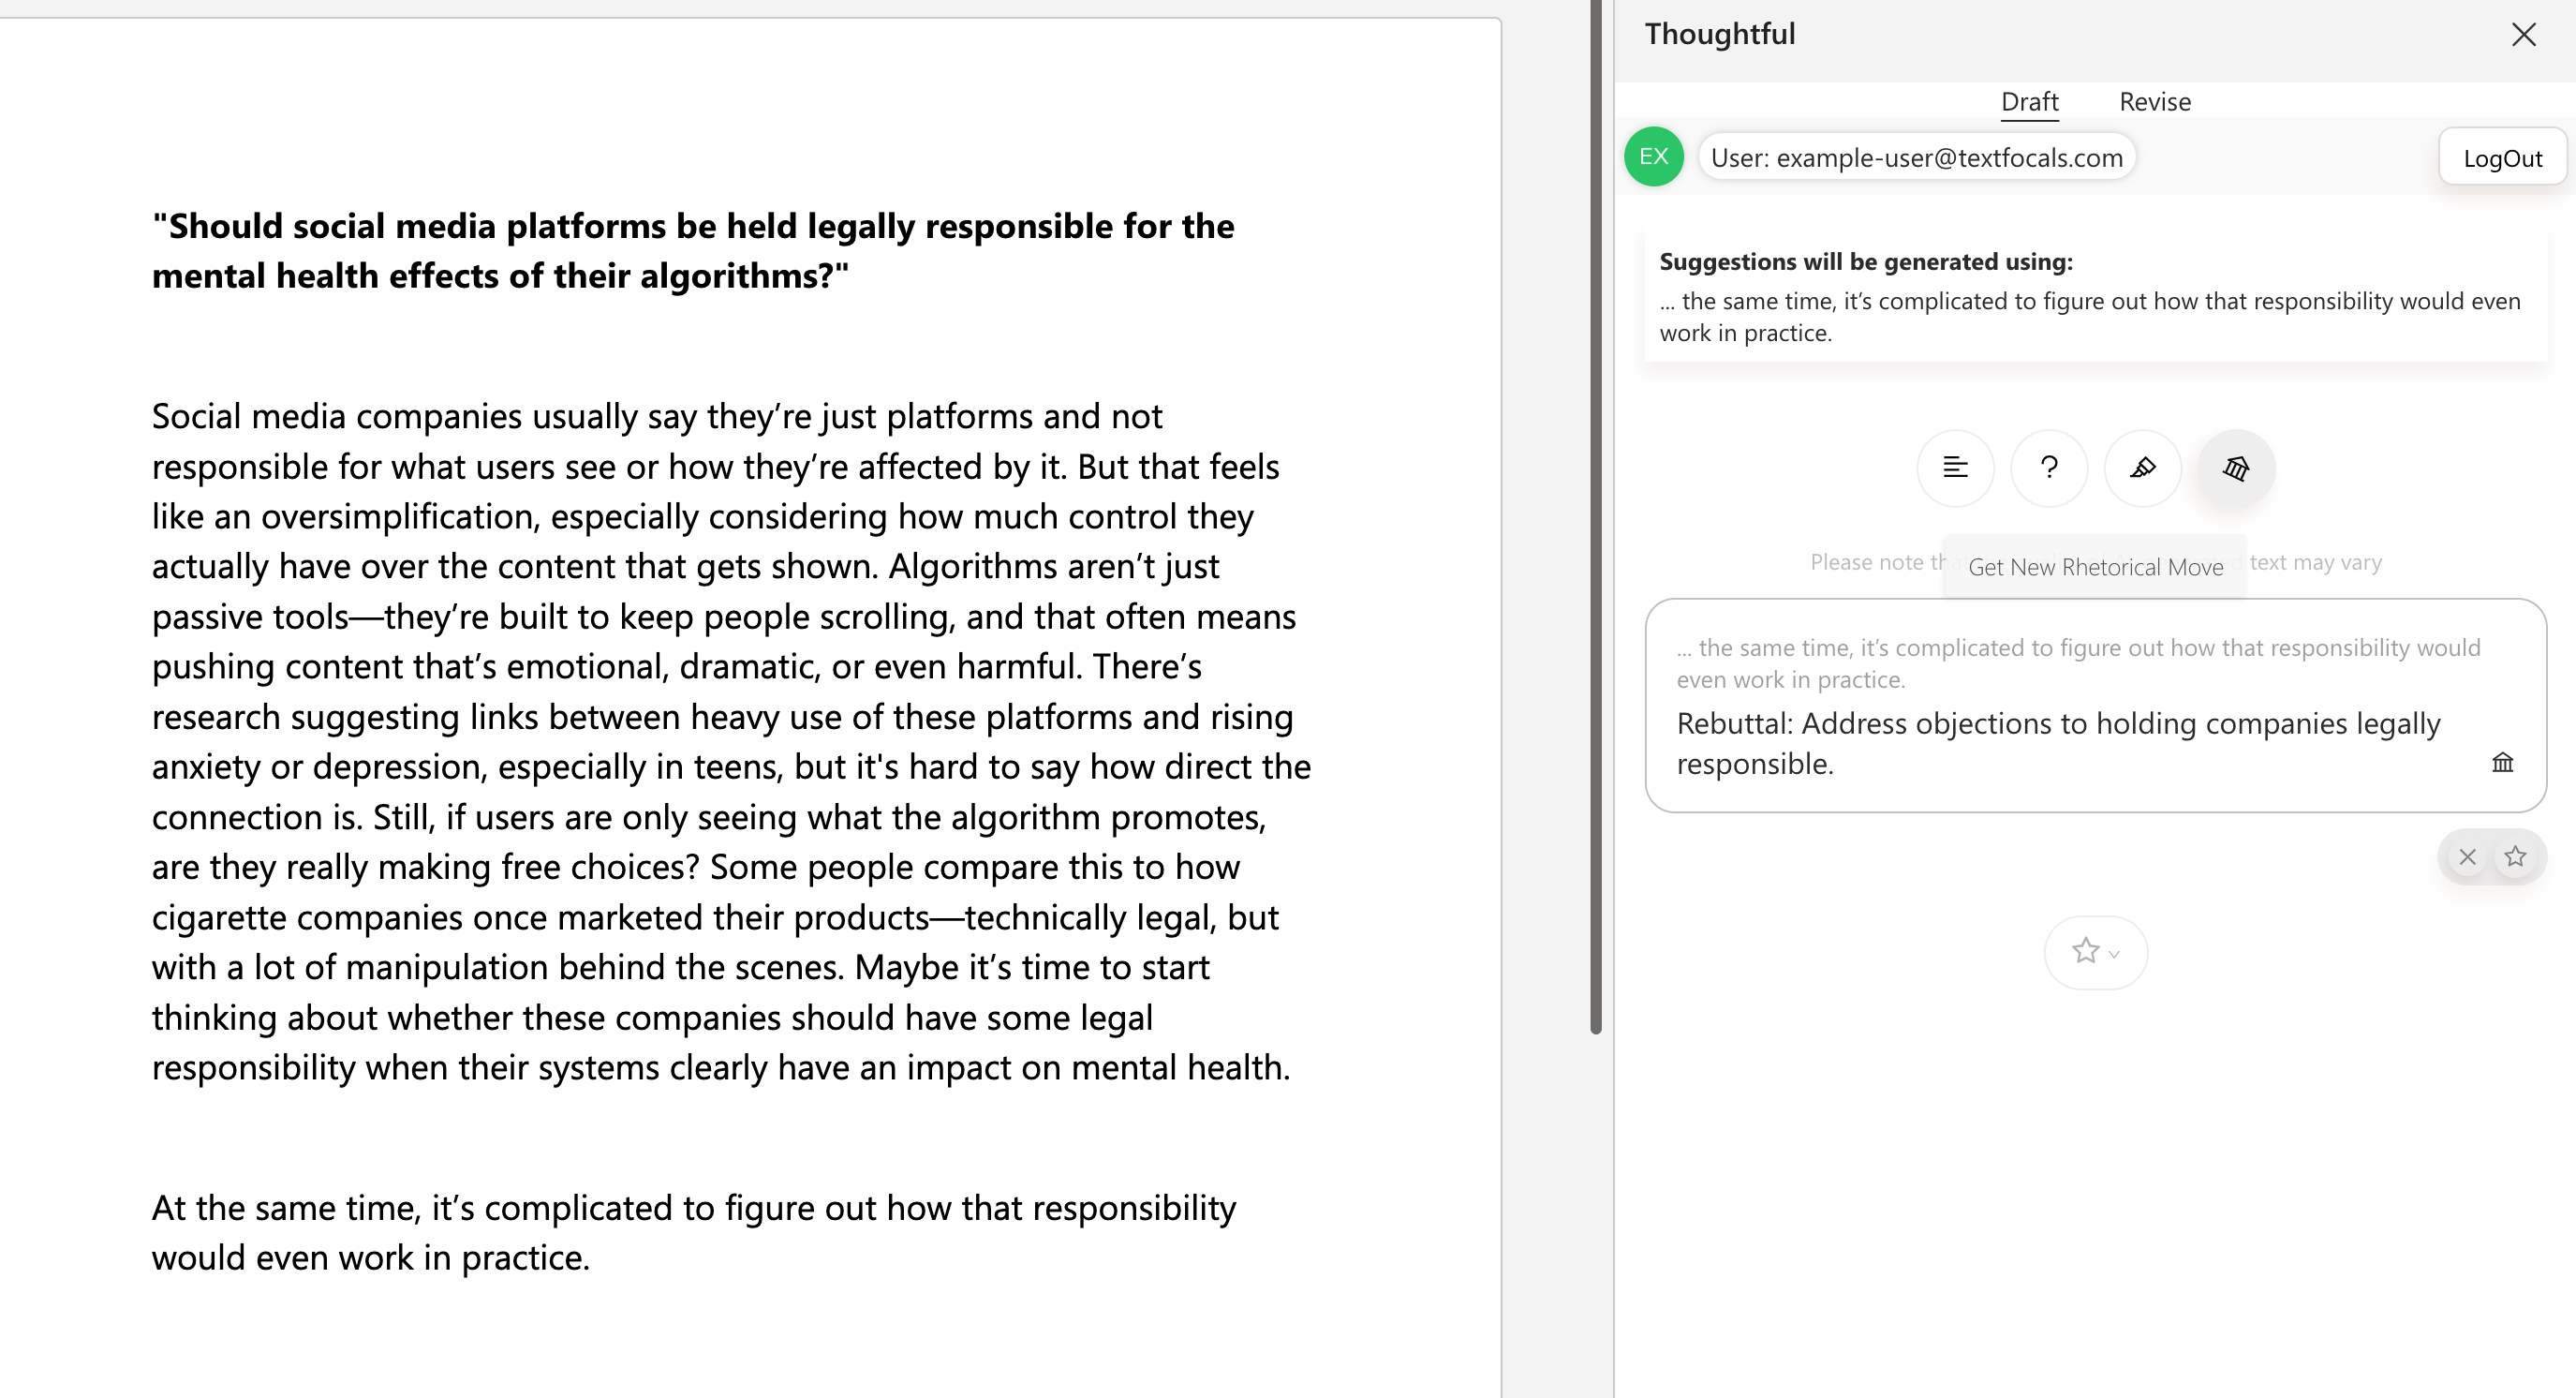 "Should social media platforms be held legally responsible for the
mental health effects of their algorithms?"
Social media companies usually say they’re just platforms and not
responsible for what users see or how they’re affected by it. But that feels
like an oversimplification, especially considering how much control they
actually have over the content that gets shown. Algorithms aren’t just
passive tools—they’re built to keep people scrolling, and that often means
pushing content that’s emotional, dramatic, or even harmful. There’s
research suggesting links between heavy use of these platforms and rising
anxiety or depression, especially in teens, but it's hard to say how direct the
connection is. Still, if users are only seeing what the algorithm promotes,
are they really making free choices? Some people compare this to how
cigarette companies once marketed their products—technically legal, but
with a lot of manipulation behind the scenes. Maybe it’s time to start
thinking about whether these companies should have some legal
responsibility when their systems clearly have an impact on mental health.
At the same time, it’s complicated to figure out how that responsibility
would even work in practice.
Thoughtful
Draft Revise
EX User: example-user@textfocals.com LogOut
Suggestions will be generated using:
... the same time, it’s complicated to figure out how that responsibility would even
work in practice.
?
Please note text may vary
Get New Rhetorical Move
... the same time, it’s complicated to figure out how that responsibility would
even work in practice.
Rebuttal: Address objections to holding companies legally
responsible.